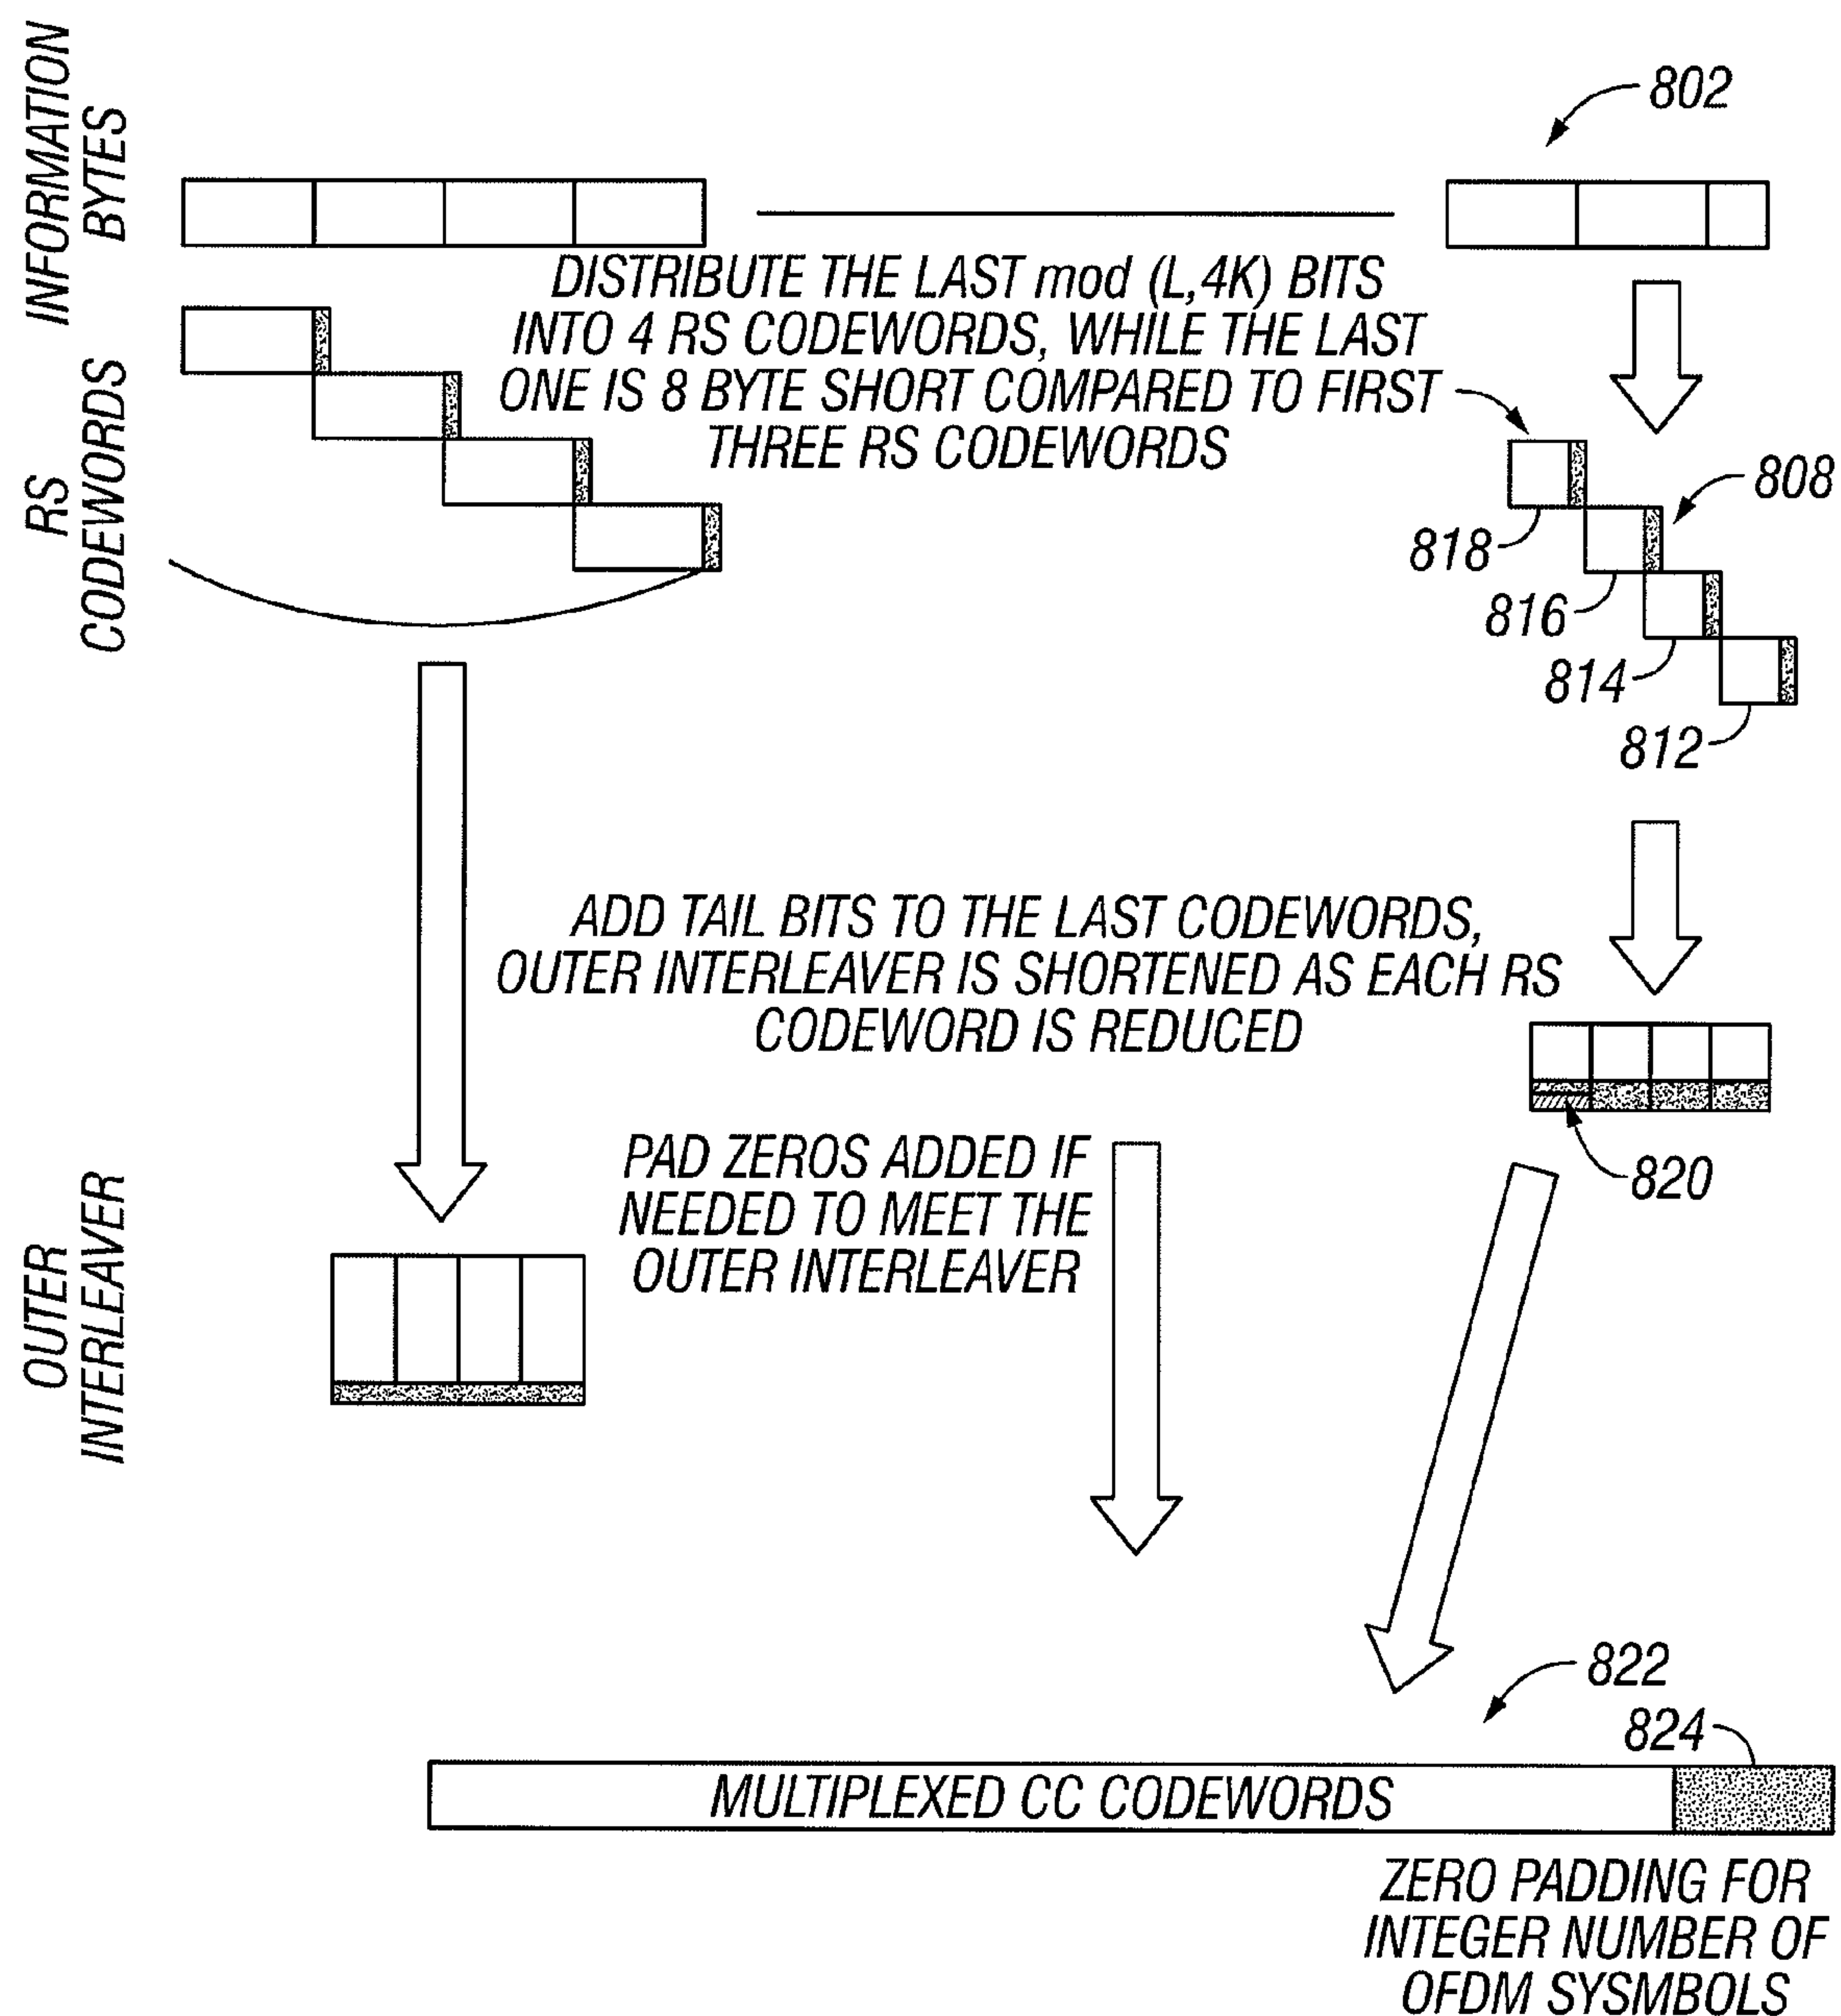 802
INFORMATION
BYTES
DISTRIBUTE THE LAST mod (L,4K) BITS
INTO 4 RS CODEWORDS, WHILE THE LAST
ONE IS 8 BYTE SHORT COMPARED TO FIRST
THREE RS CODEWORDS
RS
CODEWORDS
808
818
816
814
812
ADD TAIL BITS TO THE LAST CODEWORDS,
OUTER INTERLEAVER IS SHORTENED AS EACH RS
CODEWORD IS REDUCED
820
PAD ZEROS ADDED IF
NEEDED TO MEET THE
OUTER INTERLEAVER
OUTER
INTERLEAVER
822
824
MULTIPLEXED CC CODEWORDS
ZERO PADDING FOR
INTEGER NUMBER OF
OFDM SYSMBOLS